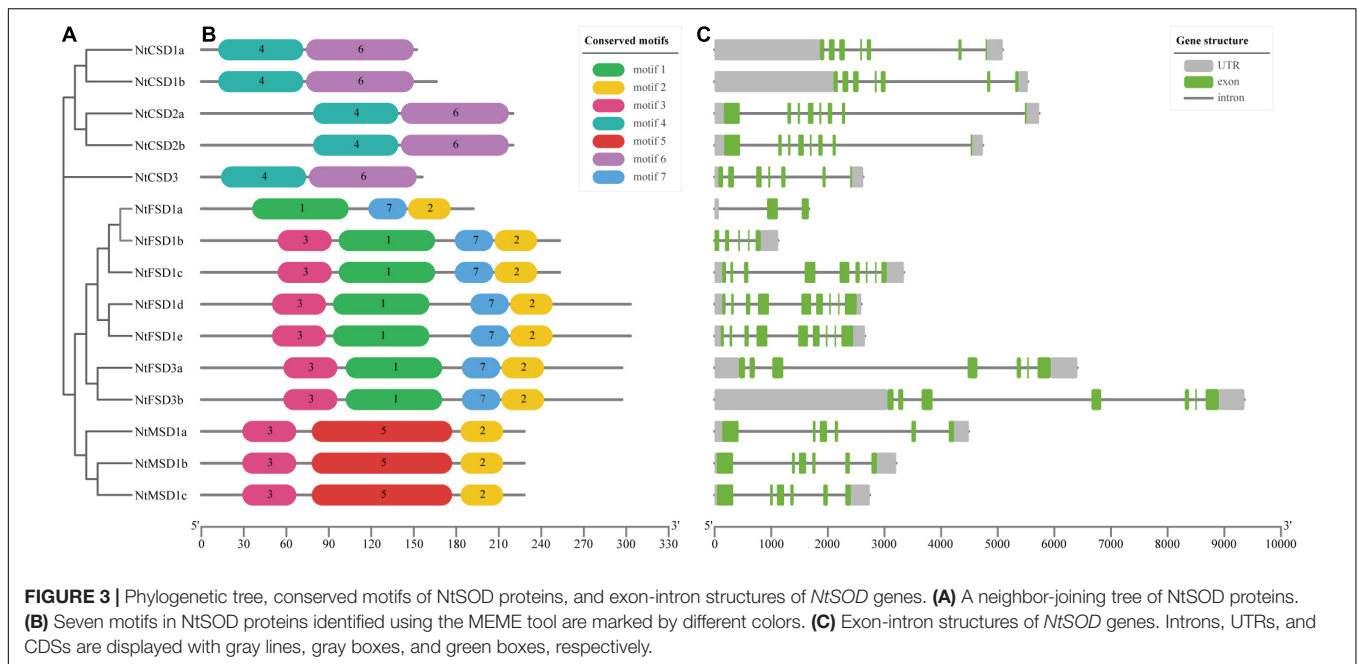 A
B
C
NtCSD1a
NtCSD1b
NtCSD2a
NtCSD2b
NtCSD3
NtFSD1a
NtFSD1b
NtFSD1c
NtFSD1d
NtFSD1e
NtFSD3a
NtFSD3b
NtMSD1a
NtMSD1b
NtMSD1c
4 6
4 6
4 6
4 6
4 6
1 7 2
3 1 7 2
3 1 7 2
3 1 7 2
3 1 7 2
3 1 7 2
3 1 7 2
3 5 2
3 5 2
3 5 2
Conserved motifs
motif 1
motif 2
motif 3
motif 4
motif 5
motif 6
motif 7
5' 3'
0 30 60 90 120 150 180 210 240 270 300 330
Gene structure
UTR
exon
intron
5' 3'
0 1000 2000 3000 4000 5000 6000 7000 8000 9000 10000
FIGURE 3 | Phylogenetic tree, conserved motifs of NtSOD proteins, and exon-intron structures of NtSOD genes. (A) A neighbor-joining tree of NtSOD proteins.
(B) Seven motifs in NtSOD proteins identified using the MEME tool are marked by different colors. (C) Exon-intron structures of NtSOD genes. Introns, UTRs, and
CDSs are displayed with gray lines, gray boxes, and green boxes, respectively.